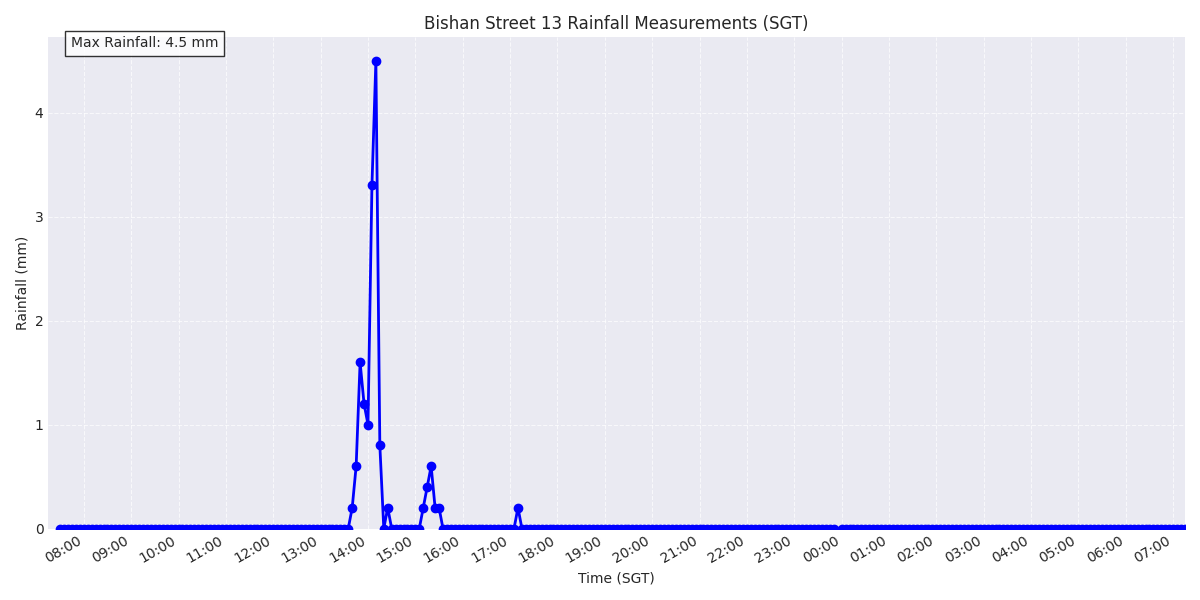 Bishan Street 13 Rainfall Measurements (SGT)
Max Rainfall: 4.5 mm
Rainfall (mm)
4
3
2
1
0
08:00 09:00 10:00 11:00 12:00 13:00 14:00 15:00 16:00 17:00 18:00 19:00 20:00 21:00 22:00 23:00 00:00 01:00 02:00 03:00 04:00 05:00 06:00 07:00
Time (SGT)